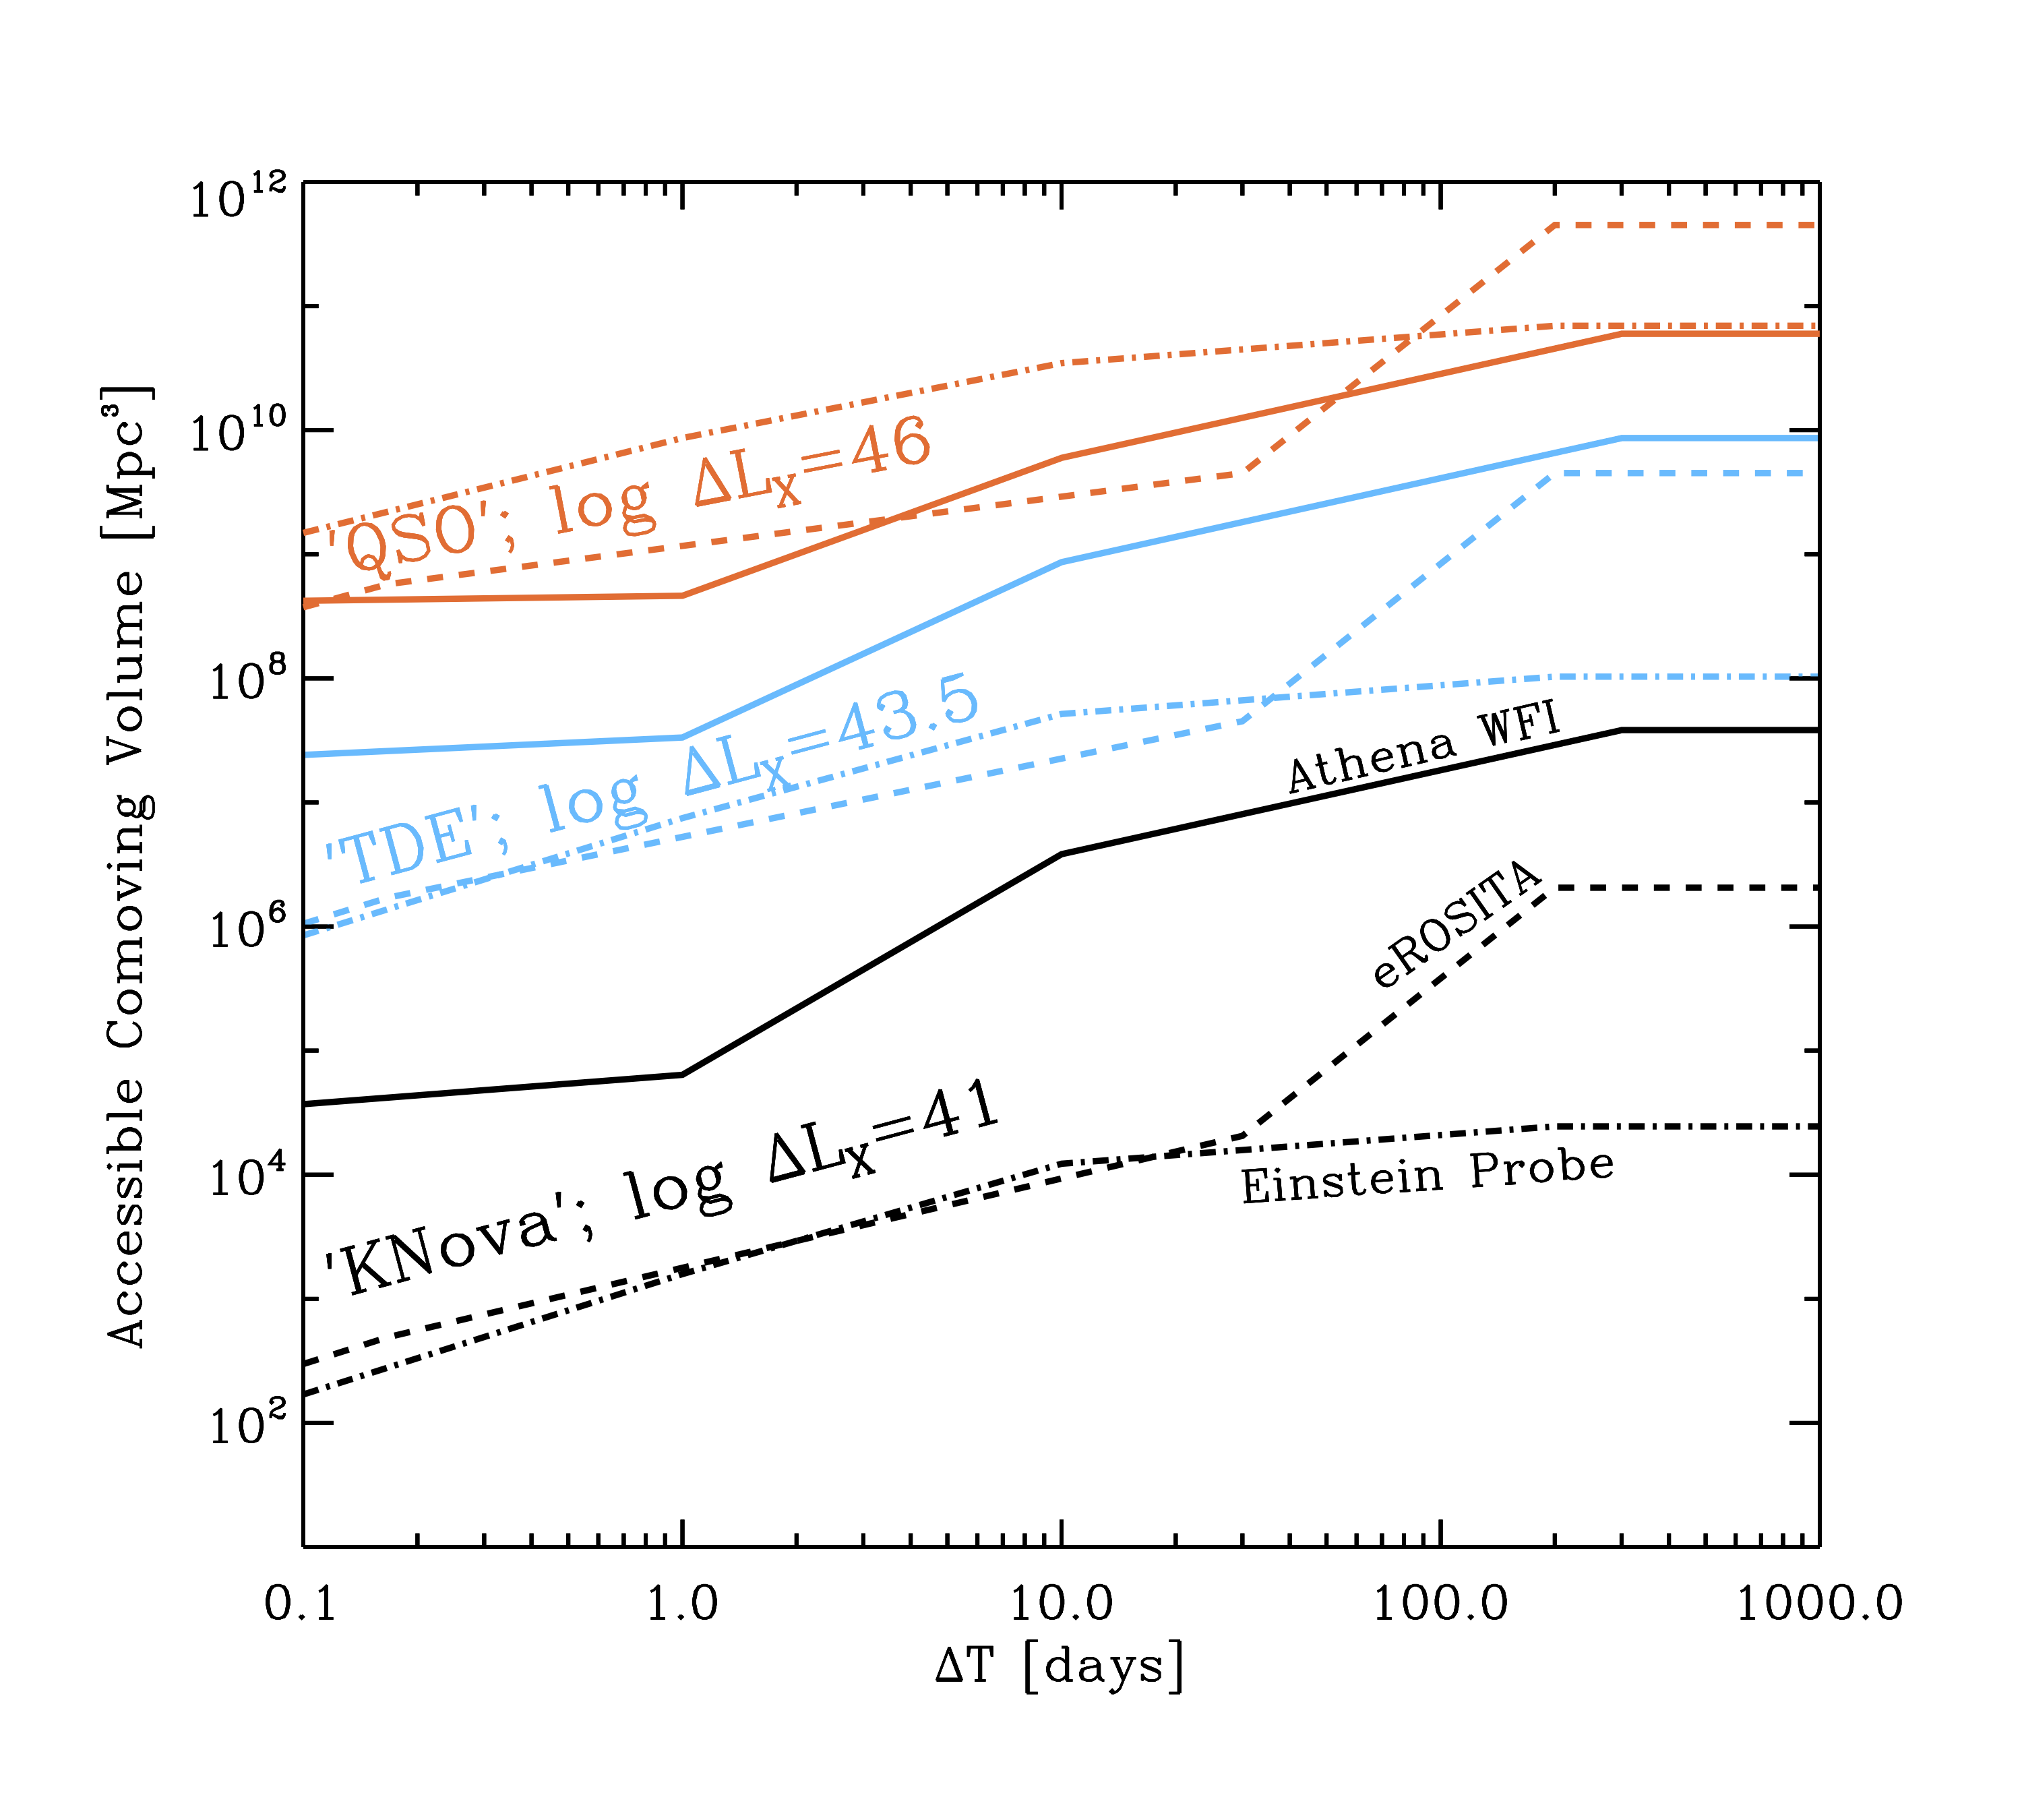 10¹²
10¹⁰
10⁸
10⁶
10⁴
10²
Accessible Comoving Volume [Mpc³]
'QSO'; log ΔLx=46
'TDE'; log ΔLx=43.5
Athena WFI
eROSITA
'KNova'; log ΔLx=41
Einstein Probe
0.1 1.0 10.0 100.0 1000.0
ΔT [days]